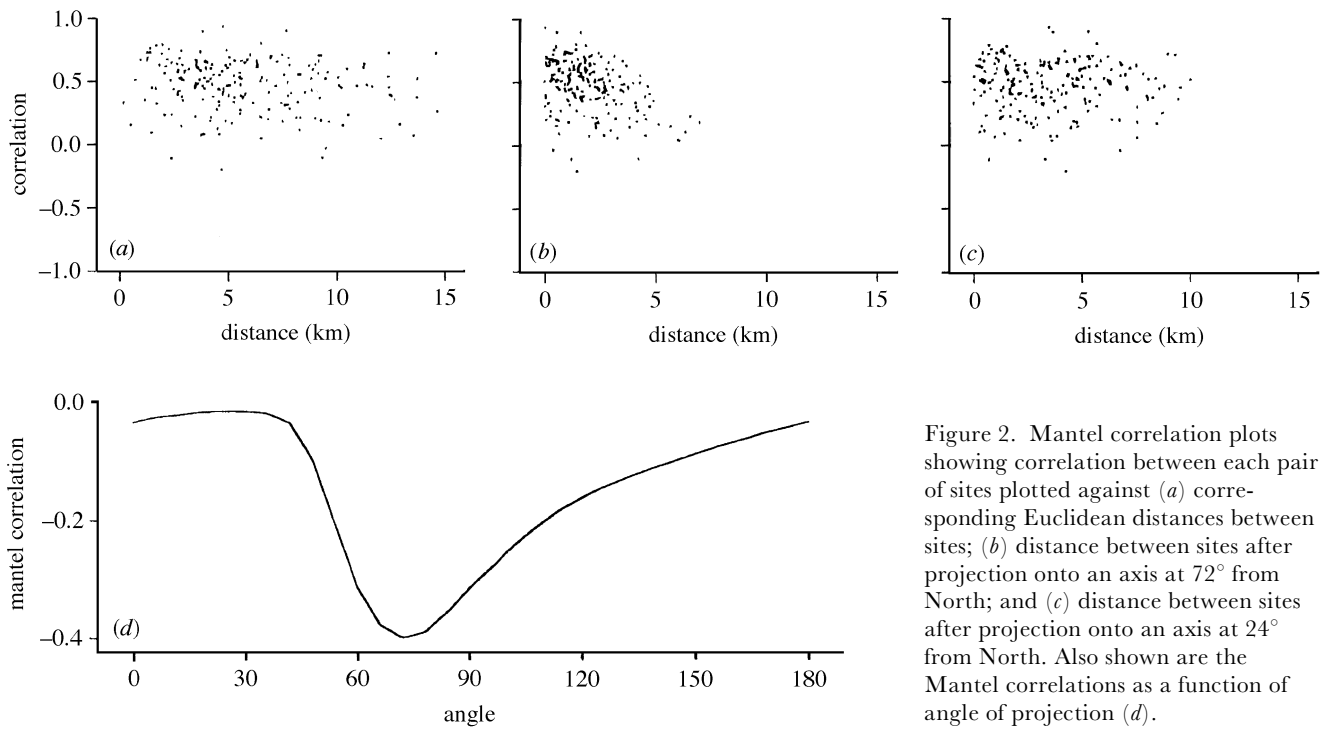 1.0
0.5
0.0
–0.5
–1.0
correlation
(a)
0 5 10 15
distance (km)
(b)
0 5 10 15
distance (km)
(c)
0 5 10 15
distance (km)
0.0
–0.2
–0.4
mantel correlation
(d)
0 30 60 90 120 150 180
angle
Figure 2. Mantel correlation plots
showing correlation between each pair
of sites plotted against (a) corre-
sponding Euclidean distances between
sites; (b) distance between sites after
projection onto an axis at 72° from
North; and (c) distance between sites
after projection onto an axis at 24°
from North. Also shown are the
Mantel correlations as a function of
angle of projection (d).